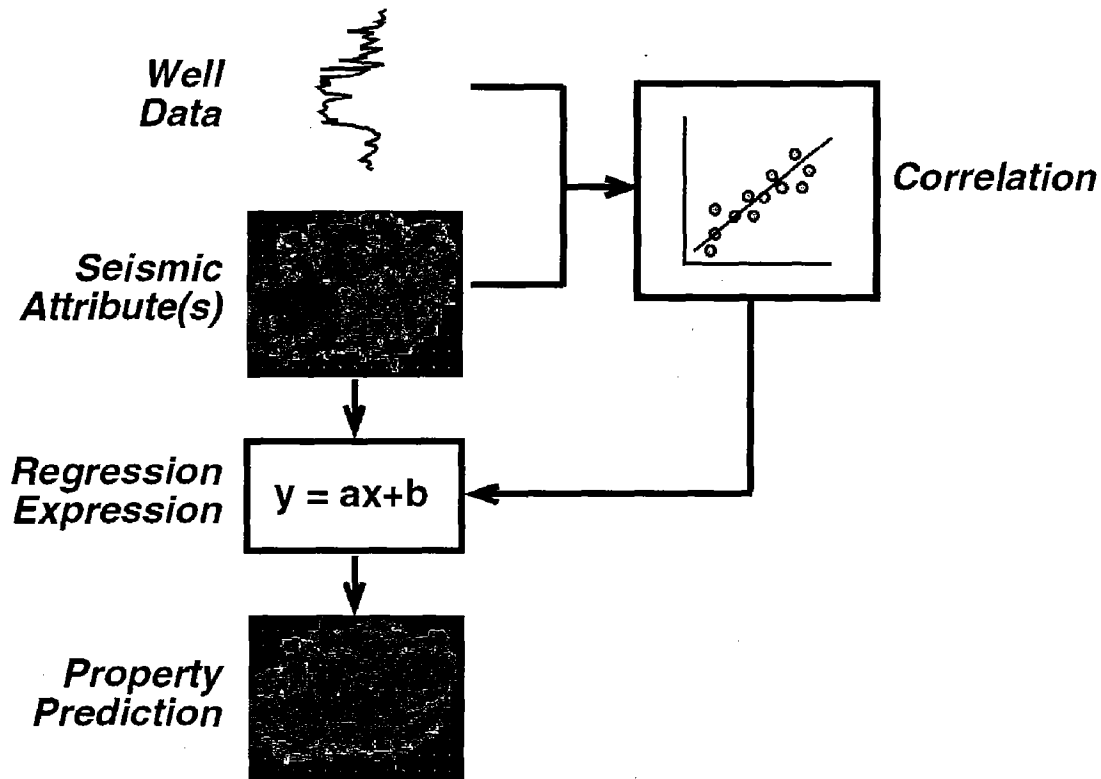 Well
Data
Correlation
Seismic
Attribute(s)
Regression
Expression
y = ax+b
Property
Prediction